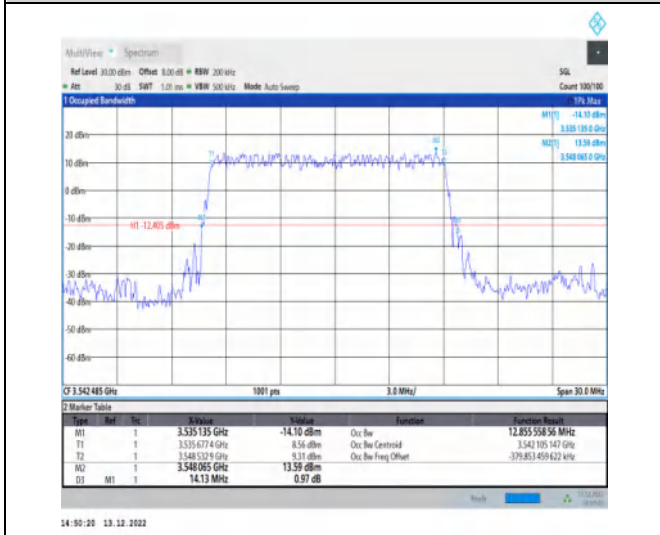 MultiView Spectrum
Ref Level 30.00 dBm Offset 8.00 dB RBW 200 kHz SGL
Att 30 dB SWT 1.01 ms VBW 500 kHz Mode Auto Sweep Count 100/100
1 Occupied Bandwidth 1Pk Max
M1[1] -14.10 dBm
3.535 135 0 GHz
20 dBm M2[1] 13.59 dBm
3.548 065 0 GHz
10 dBm
0 dBm
-10 dBm
H1 -12.405 dBm
-20 dBm
-30 dBm
-40 dBm
-50 dBm
-60 dBm
CF 3.542 485 GHz 1001 pts 3.0 MHz/ Span 30.0 MHz
2 Marker Table
Type Ref Trc X-Value Y-Value Function Function Result
M1 1 3.535 135 GHz -14.10 dBm Occ Bw 12.855 558 56 MHz
T1 1 3.535 677 4 GHz 8.56 dBm Occ Bw Centroid 3.542 105 147 GHz
T2 1 3.548 532 9 GHz 9.31 dBm Occ Bw Freq Offset -379.853 459 622 kHz
M2 1 3.548 065 GHz 13.59 dBm
D3 M1 1 14.13 MHz 0.97 dB
Ready
14:50:20 13.12.2022